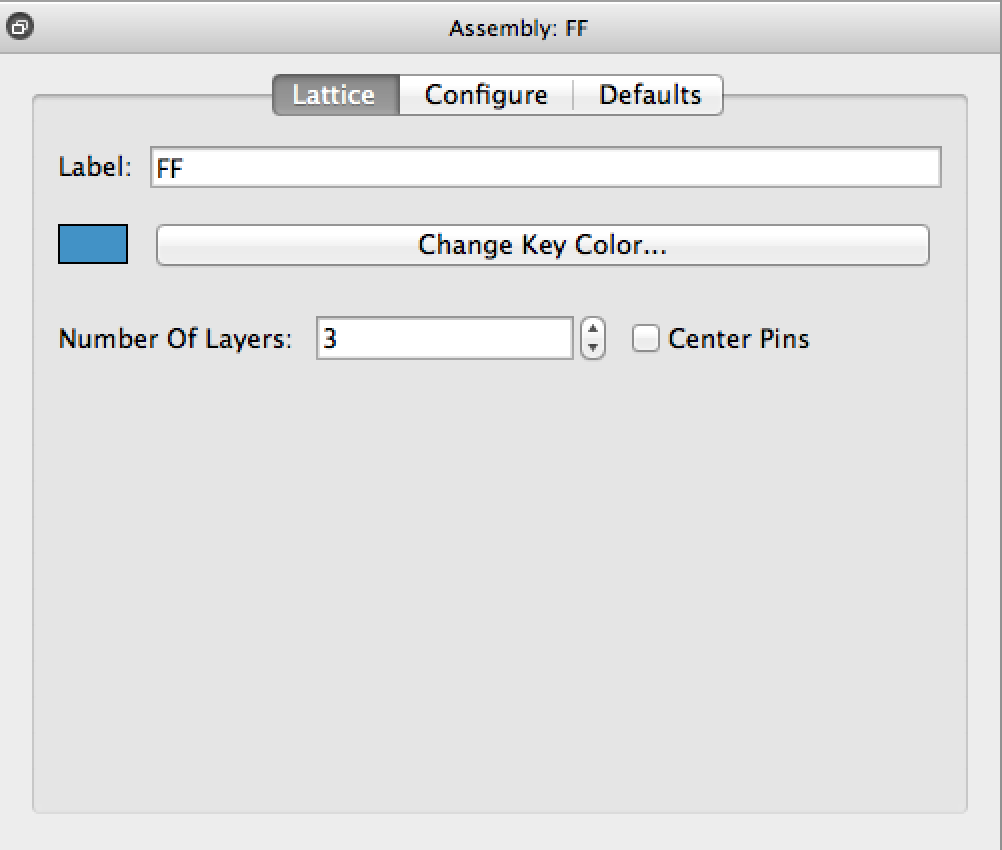 Assembly: FF
Lattice Configure Defaults
Label: FF
Change Key Color...
Number Of Layers: 3 Center Pins